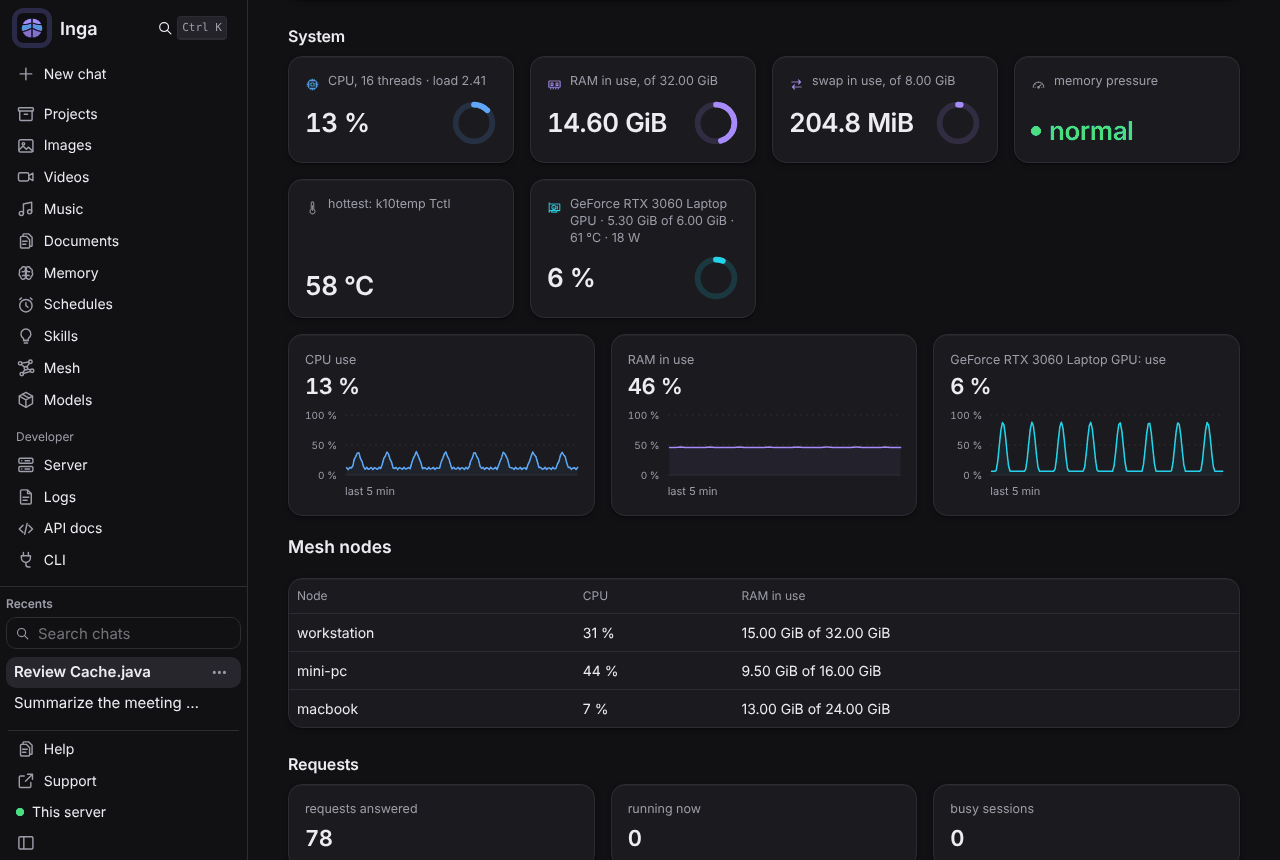 Inga
Ctrl K
New chat
Projects
Images
Videos
Music
Documents
Memory
Schedules
Skills
Mesh
Models
Developer
Server
Logs
API docs
CLI
Recents
Search chats
Review Cache.java
Summarize the meeting ...
Help
Support
This server
System
CPU, 16 threads · load 2.41
13 %
RAM in use, of 32.00 GiB
14.60 GiB
swap in use, of 8.00 GiB
204.8 MiB
memory pressure
normal
hottest: k10temp Tctl
58 °C
GeForce RTX 3060 Laptop
GPU · 5.30 GiB of 6.00 GiB ·
61 °C · 18 W
6 %
CPU use
13 %
100 %
50 %
0 %
last 5 min
RAM in use
46 %
100 %
50 %
0 %
last 5 min
GeForce RTX 3060 Laptop GPU: use
6 %
100 %
50 %
0 %
last 5 min
Mesh nodes
Node CPU RAM in use
workstation 31 % 15.00 GiB of 32.00 GiB
mini-pc 44 % 9.50 GiB of 16.00 GiB
macbook 7 % 13.00 GiB of 24.00 GiB
Requests
requests answered
78
running now
0
busy sessions
0